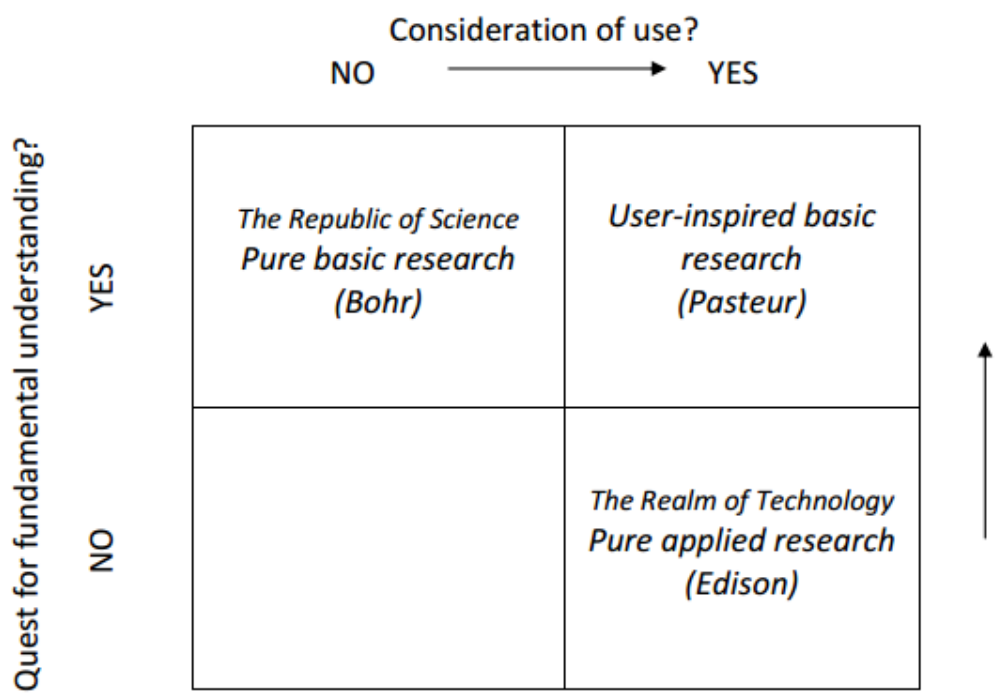 Consideration of use?
NO YES
Quest for fundamental understanding?
YES
The Republic of Science
Pure basic research
(Bohr)
User-inspired basic
research
(Pasteur)
NO
The Realm of Technology
Pure applied research
(Edison)